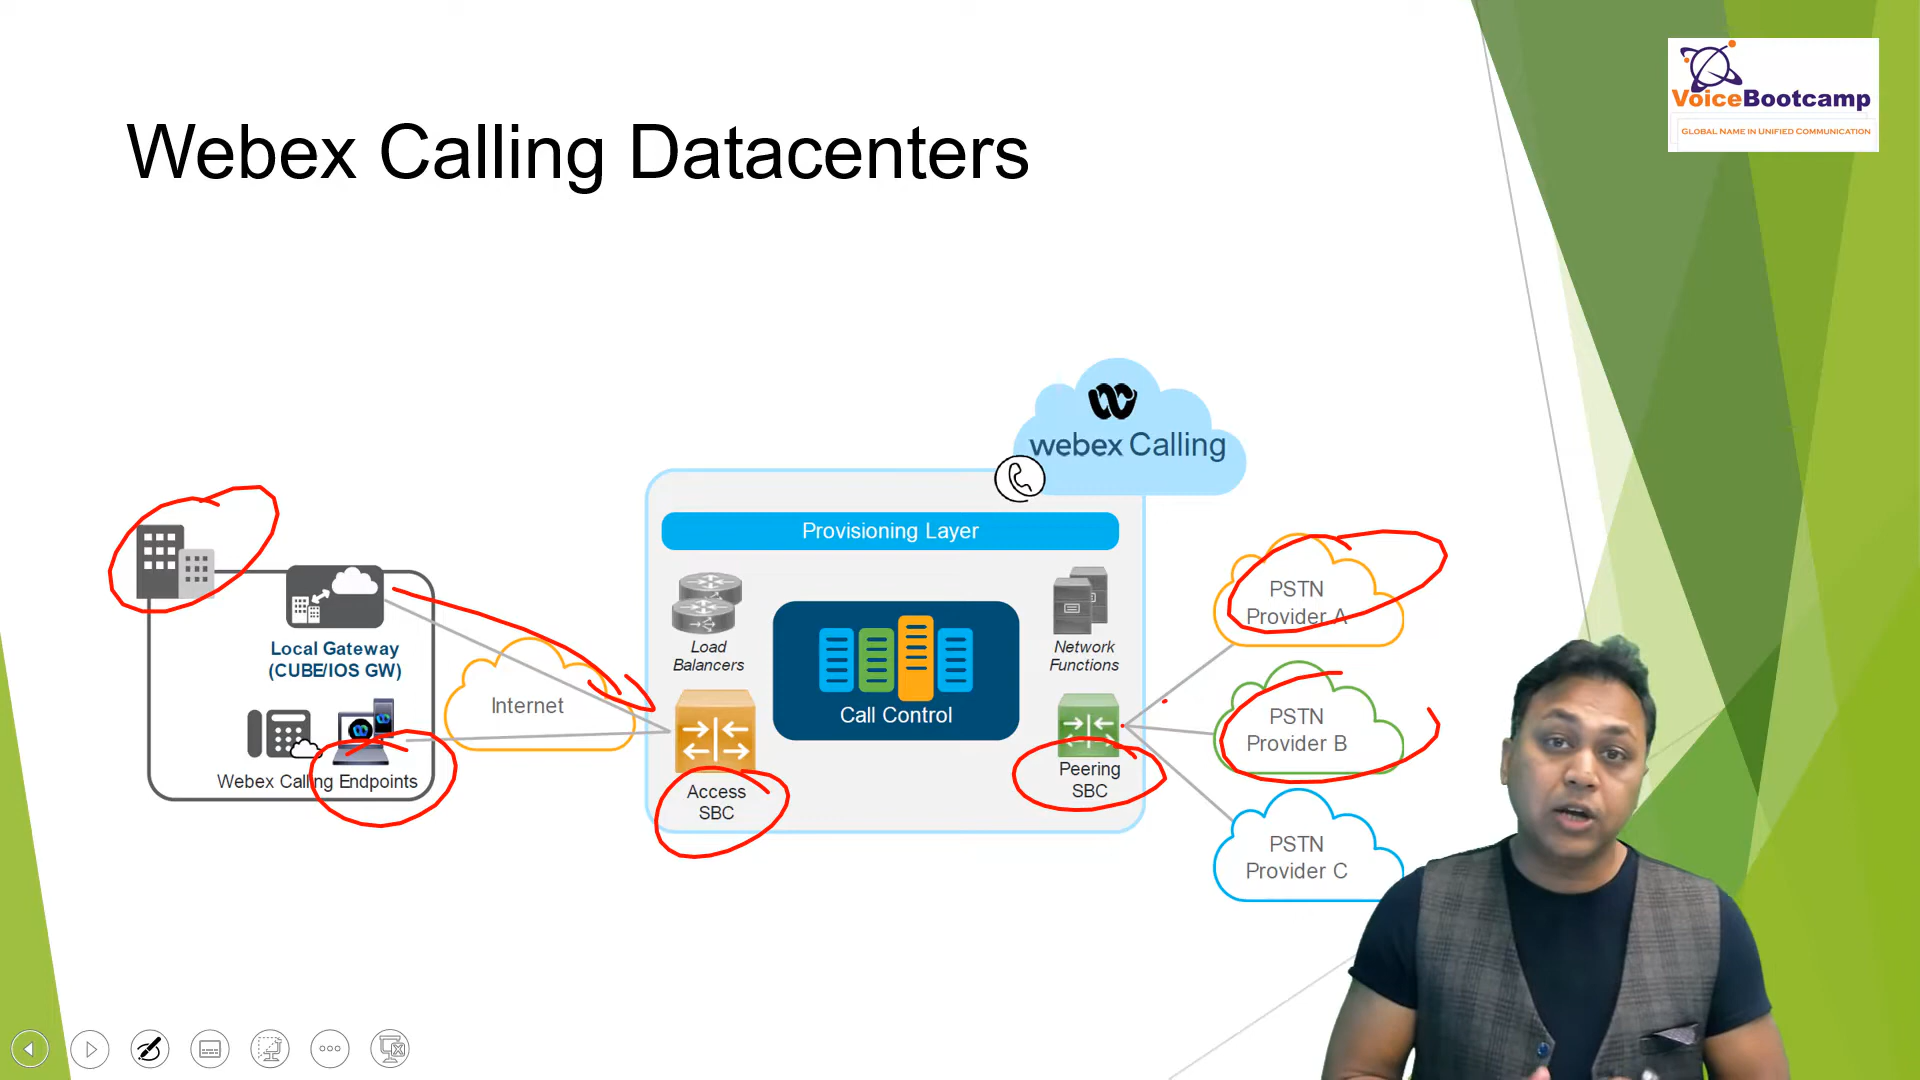 Webex Calling Datacenters
VoiceBootcamp
GLOBAL NAME IN UNIFIED COMMUNICATION
webex Calling
Provisioning Layer
Local Gateway
(CUBE/IOS GW)
Webex Calling Endpoints
Internet
Load
Balancers
Access
SBC
Call Control
Network
Functions
Peering
SBC
PSTN
Provider A
PSTN
Provider B
PSTN
Provider C